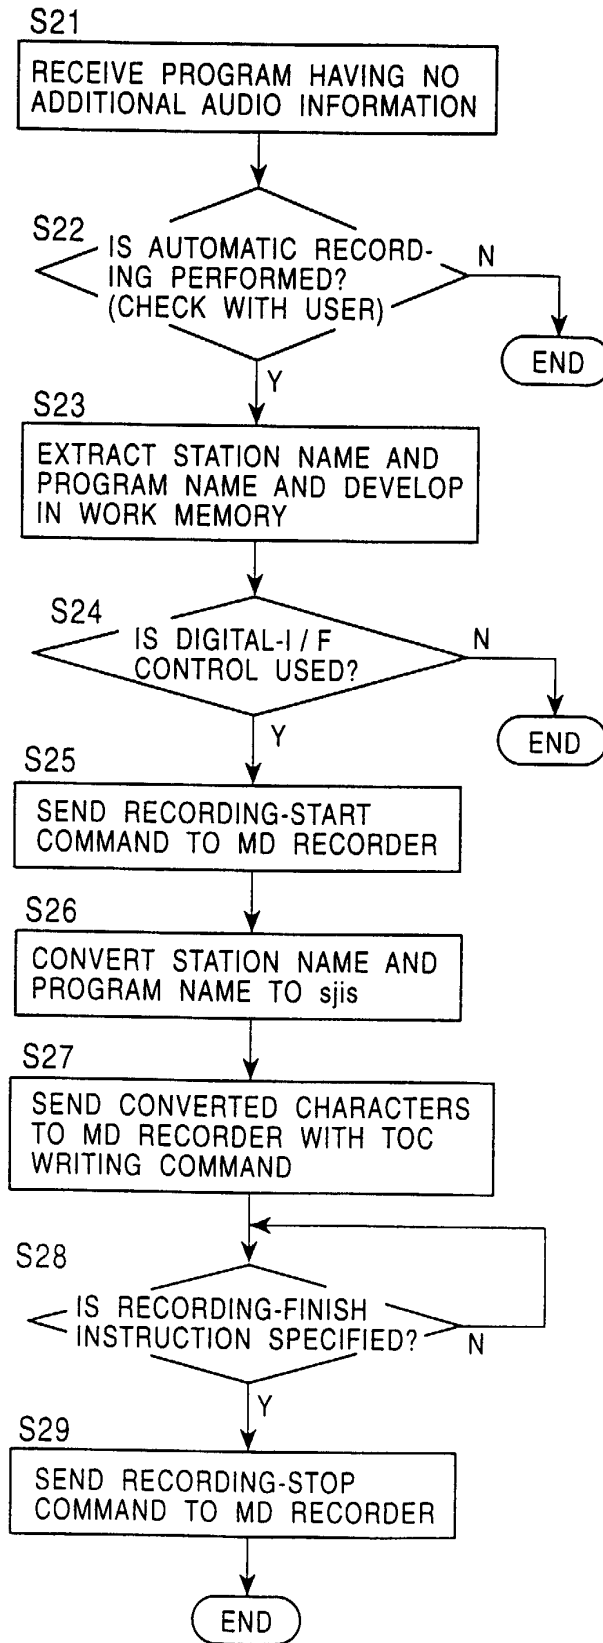 S21
RECEIVE PROGRAM HAVING NO
ADDITIONAL AUDIO INFORMATION
S22
IS AUTOMATIC RECORD-
ING PERFORMED?
(CHECK WITH USER)
N
END
Y
S23
EXTRACT STATION NAME AND
PROGRAM NAME AND DEVELOP
IN WORK MEMORY
S24
IS DIGITAL-I / F
CONTROL USED?
N
END
Y
S25
SEND RECORDING-START
COMMAND TO MD RECORDER
S26
CONVERT STATION NAME AND
PROGRAM NAME TO sjis
S27
SEND CONVERTED CHARACTERS
TO MD RECORDER WITH TOC
WRITING COMMAND
S28
IS RECORDING-FINISH
INSTRUCTION SPECIFIED?
N
Y
S29
SEND RECORDING-STOP
COMMAND TO MD RECORDER
END